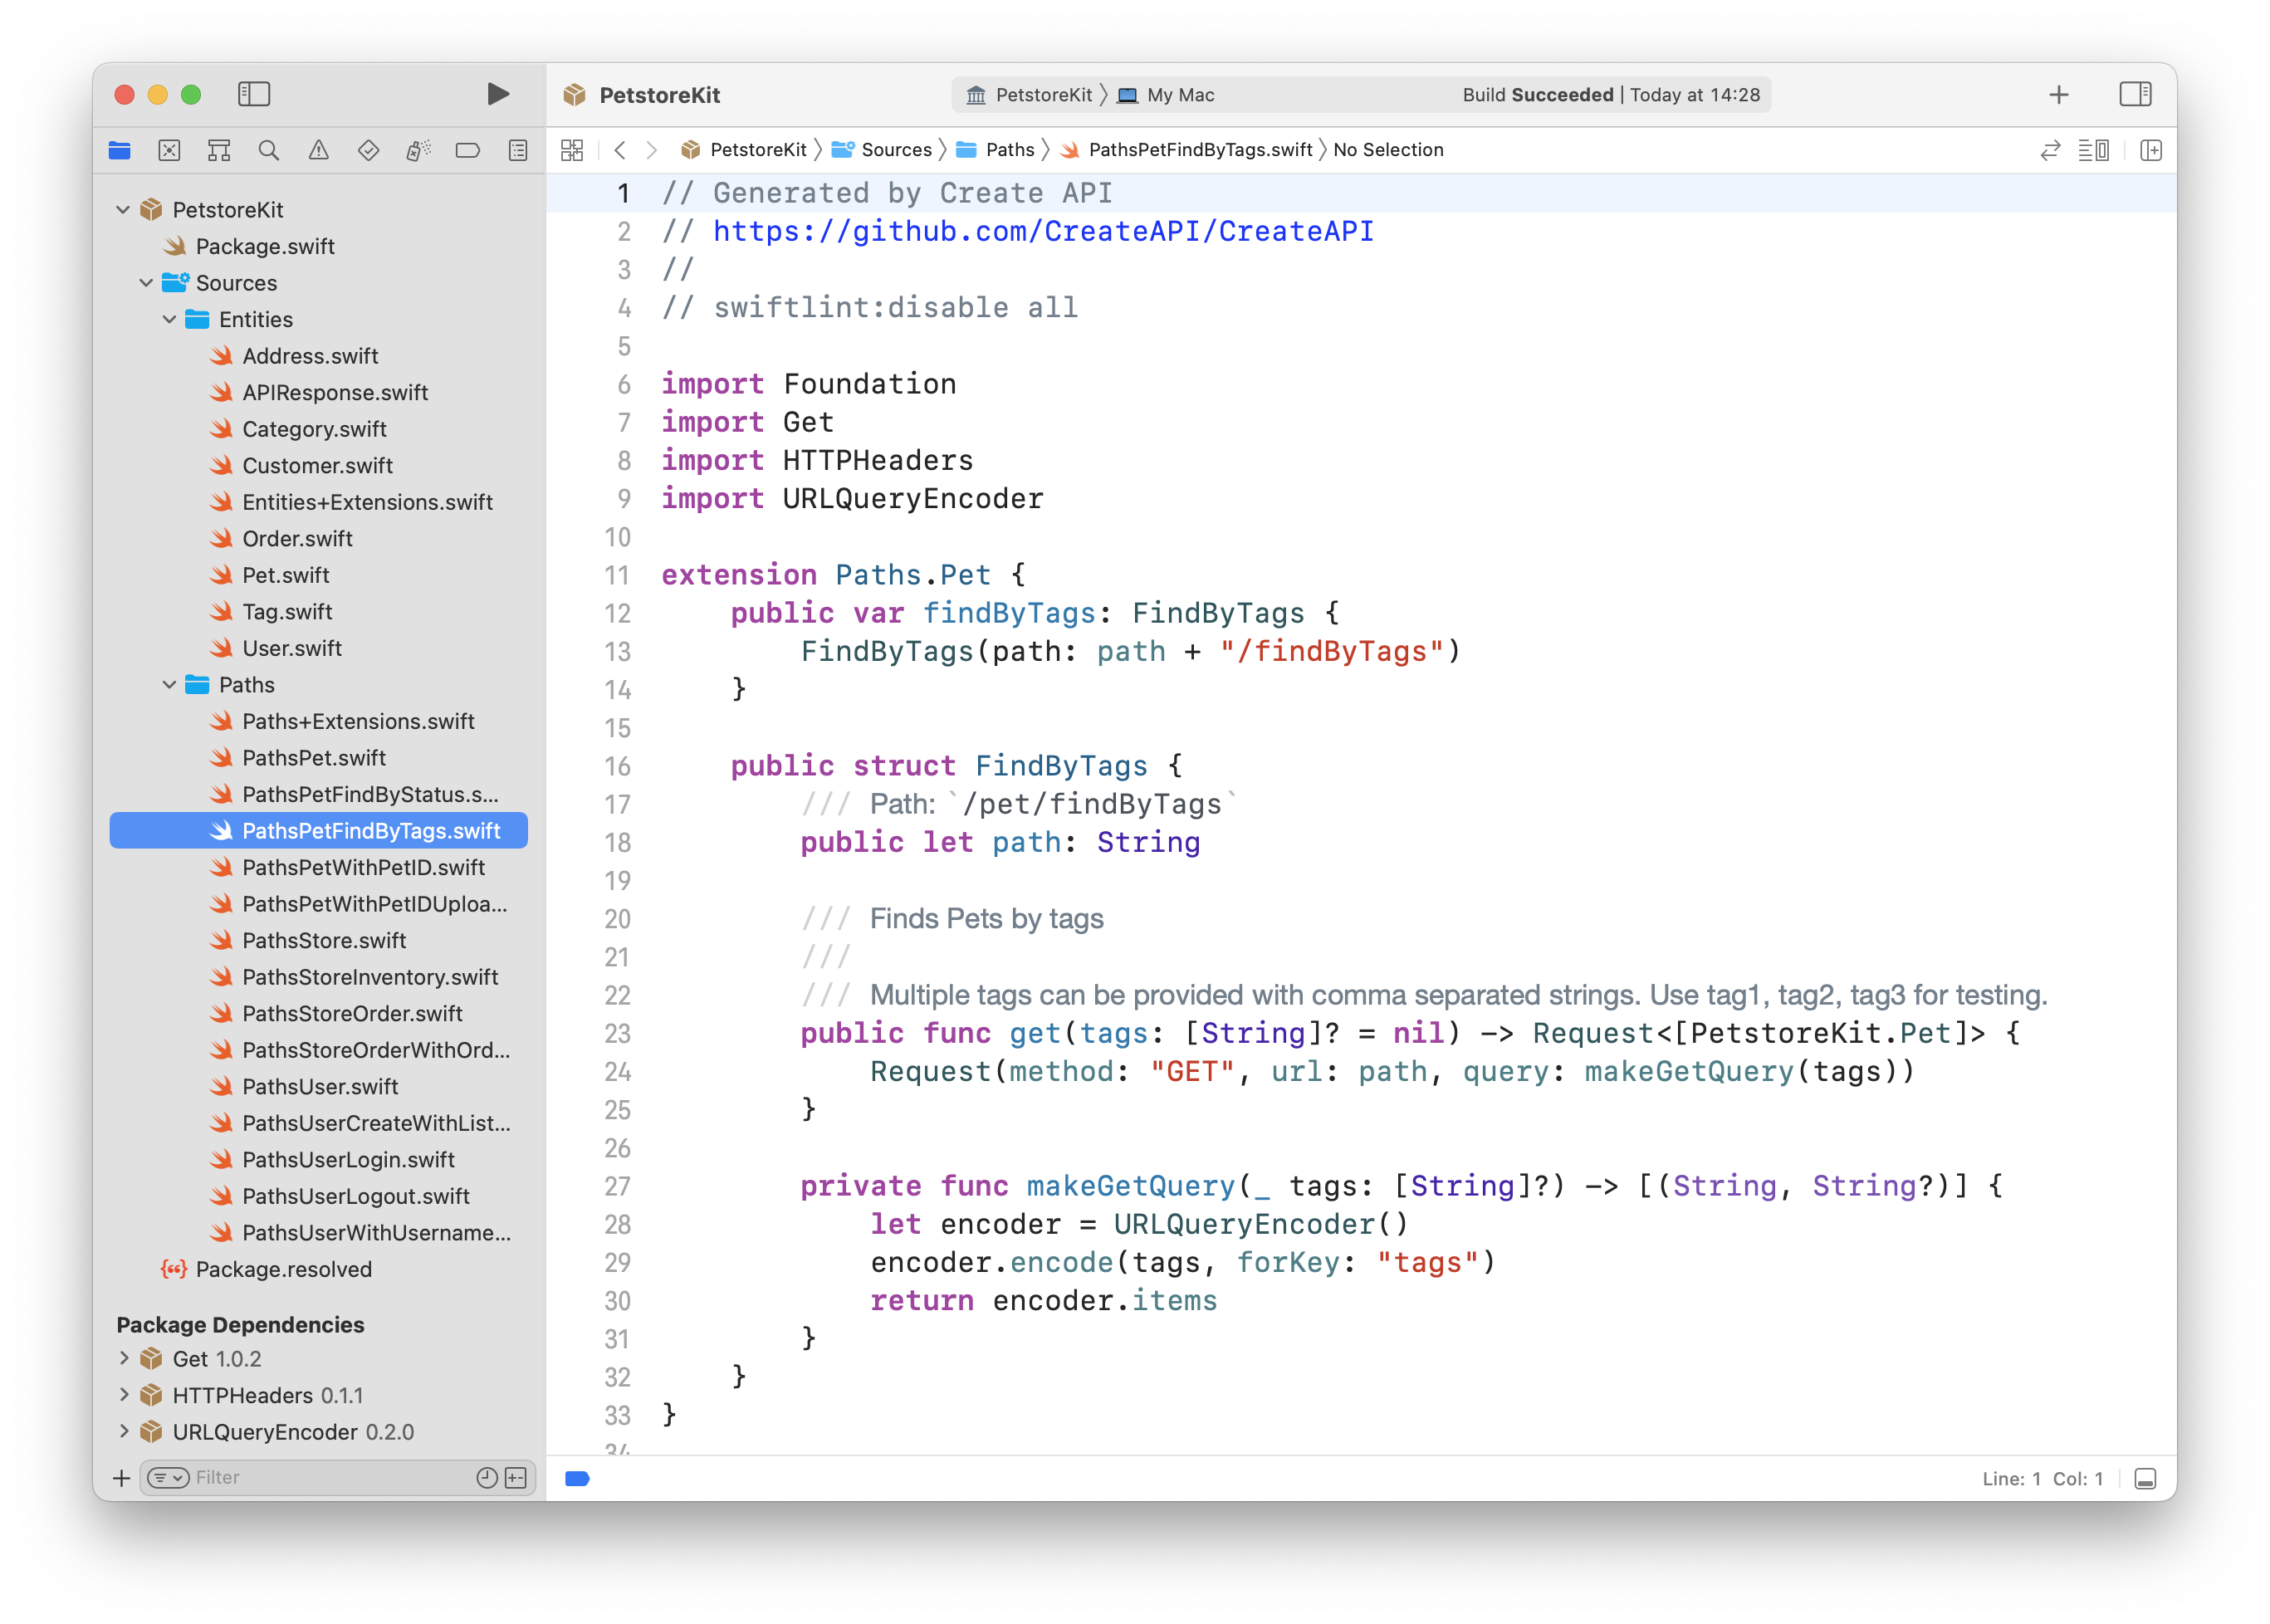 PetstoreKit
PetstoreKit
My Mac
Build Succeeded | Today at 14:28
PetstoreKit
Sources
Paths
PathsPetFindByTags.swift
No Selection
PetstoreKit
Package.swift
Sources
Entities
Address.swift
APIResponse.swift
Category.swift
Customer.swift
Entities+Extensions.swift
Order.swift
Pet.swift
Tag.swift
User.swift
Paths
Paths+Extensions.swift
PathsPet.swift
PathsPetFindByStatus.s...
PathsPetFindByTags.swift
PathsPetWithPetID.swift
PathsPetWithPetIDUploa...
PathsStore.swift
PathsStoreInventory.swift
PathsStoreOrder.swift
PathsStoreOrderWithOrd...
PathsUser.swift
PathsUserCreateWithList...
PathsUserLogin.swift
PathsUserLogout.swift
PathsUserWithUsername...
Package.resolved
Package Dependencies
Get 1.0.2
HTTPHeaders 0.1.1
URLQueryEncoder 0.2.0
Filter
1 // Generated by Create API
2 // https://github.com/CreateAPI/CreateAPI
3 //
4 // swiftlint:disable all
5
6 import Foundation
7 import Get
8 import HTTPHeaders
9 import URLQueryEncoder
10
11 extension Paths.Pet {
12 public var findByTags: FindByTags {
13 FindByTags(path: path + "/findByTags")
14 }
15
16 public struct FindByTags {
17 /// Path: `/pet/findByTags`
18 public let path: String
19
20 /// Finds Pets by tags
21 ///
22 /// Multiple tags can be provided with comma separated strings. Use tag1, tag2, tag3 for testing.
23 public func get(tags: [String]? = nil) -> Request<[PetstoreKit.Pet]> {
24 Request(method: "GET", url: path, query: makeGetQuery(tags))
25 }
26
27 private func makeGetQuery(_ tags: [String]?) -> [(String, String?)] {
28 let encoder = URLQueryEncoder()
29 encoder.encode(tags, forKey: "tags")
30 return encoder.items
31 }
32 }
33 }
34
Line: 1 Col: 1